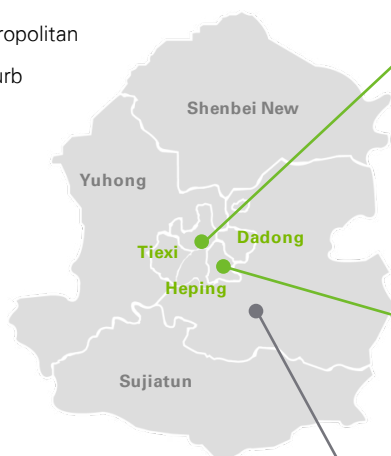 ropolitan
urb
Shenbei New
Yuhong
Dadong
Tiexi
Heping
Sujiatun